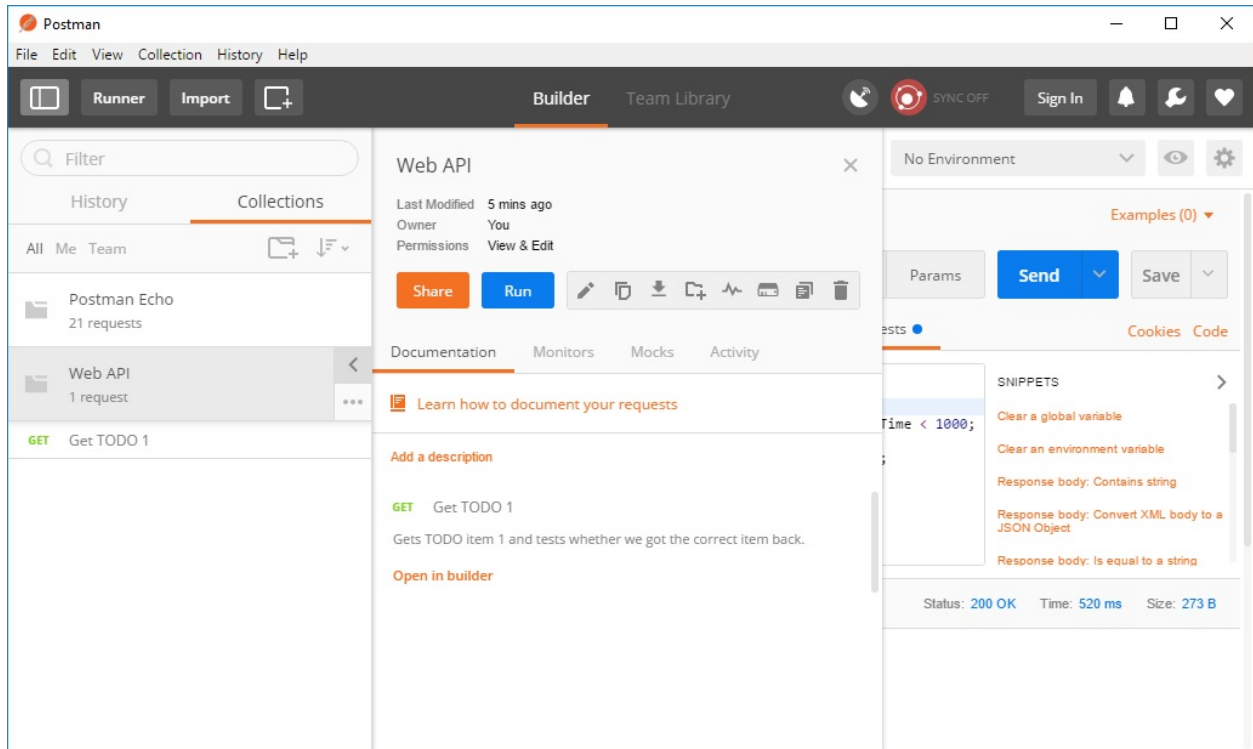 Postman
File Edit View Collection History Help
Runner Import Builder Team Library SYNC OFF Sign In
Filter
History Collections
All Me Team
Postman Echo
21 requests
Web API
1 request
GET Get TODO 1
Web API
Last Modified 5 mins ago
Owner You
Permissions View & Edit
Share Run
Documentation Monitors Mocks Activity
Learn how to document your requests
Add a description
GET Get TODO 1
Gets TODO item 1 and tests whether we got the correct item back.
Open in builder
No Environment
Examples (0)
Params Send Save
ests Cookies Code
Time < 1000;
;
SNIPPETS
Clear a global variable
Clear an environment variable
Response body: Contains string
Response body: Convert XML body to a
JSON Object
Response body: Is equal to a string
Status: 200 OK Time: 520 ms Size: 273 B